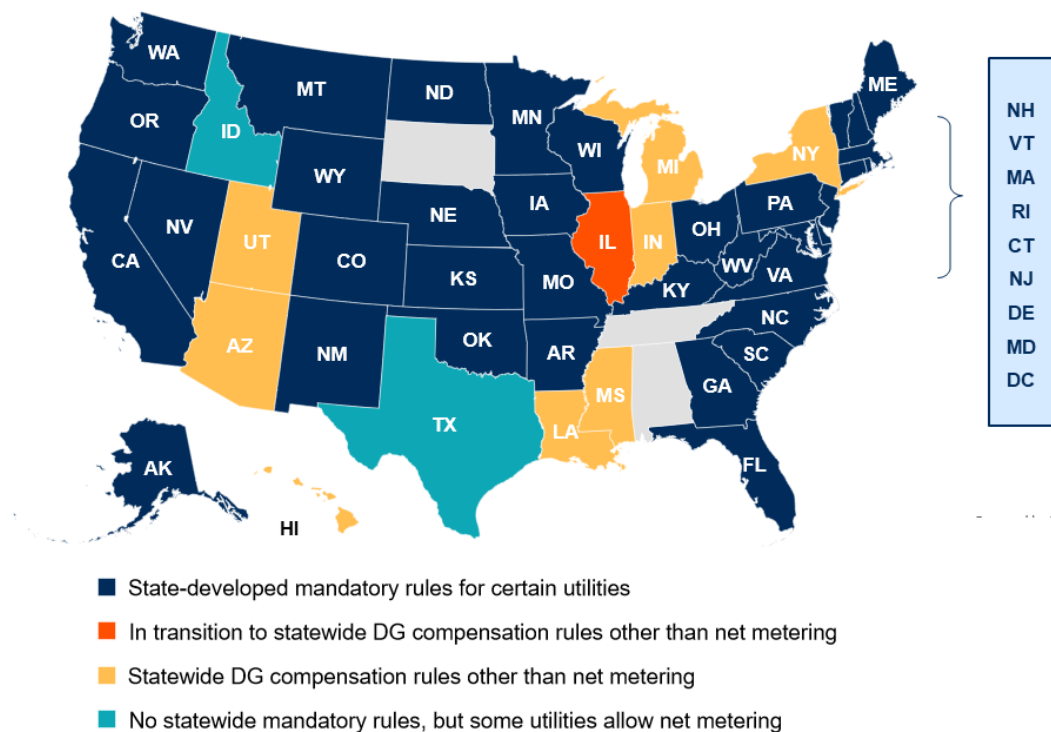 WA
MT
ND
MN
ME
OR
ID
WY
WI
MI
NY
NV
UT
CO
NE
IA
IL
IN
OH
PA
CA
KS
MO
WV
VA
KY
AZ
NM
OK
AR
NC
SC
TX
LA
MS
GA
AK
HI
FL
NH
VT
MA
RI
CT
NJ
DE
MD
DC
State-developed mandatory rules for certain utilities
In transition to statewide DG compensation rules other than net metering
Statewide DG compensation rules other than net metering
No statewide mandatory rules, but some utilities allow net metering